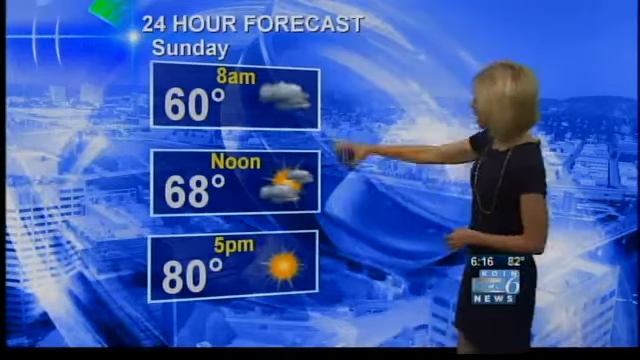 24 HOUR FORECAST
Sunday
8am
60°
Noon
68°
5pm
80°
6:16 82°
KOIN
6
NEWS